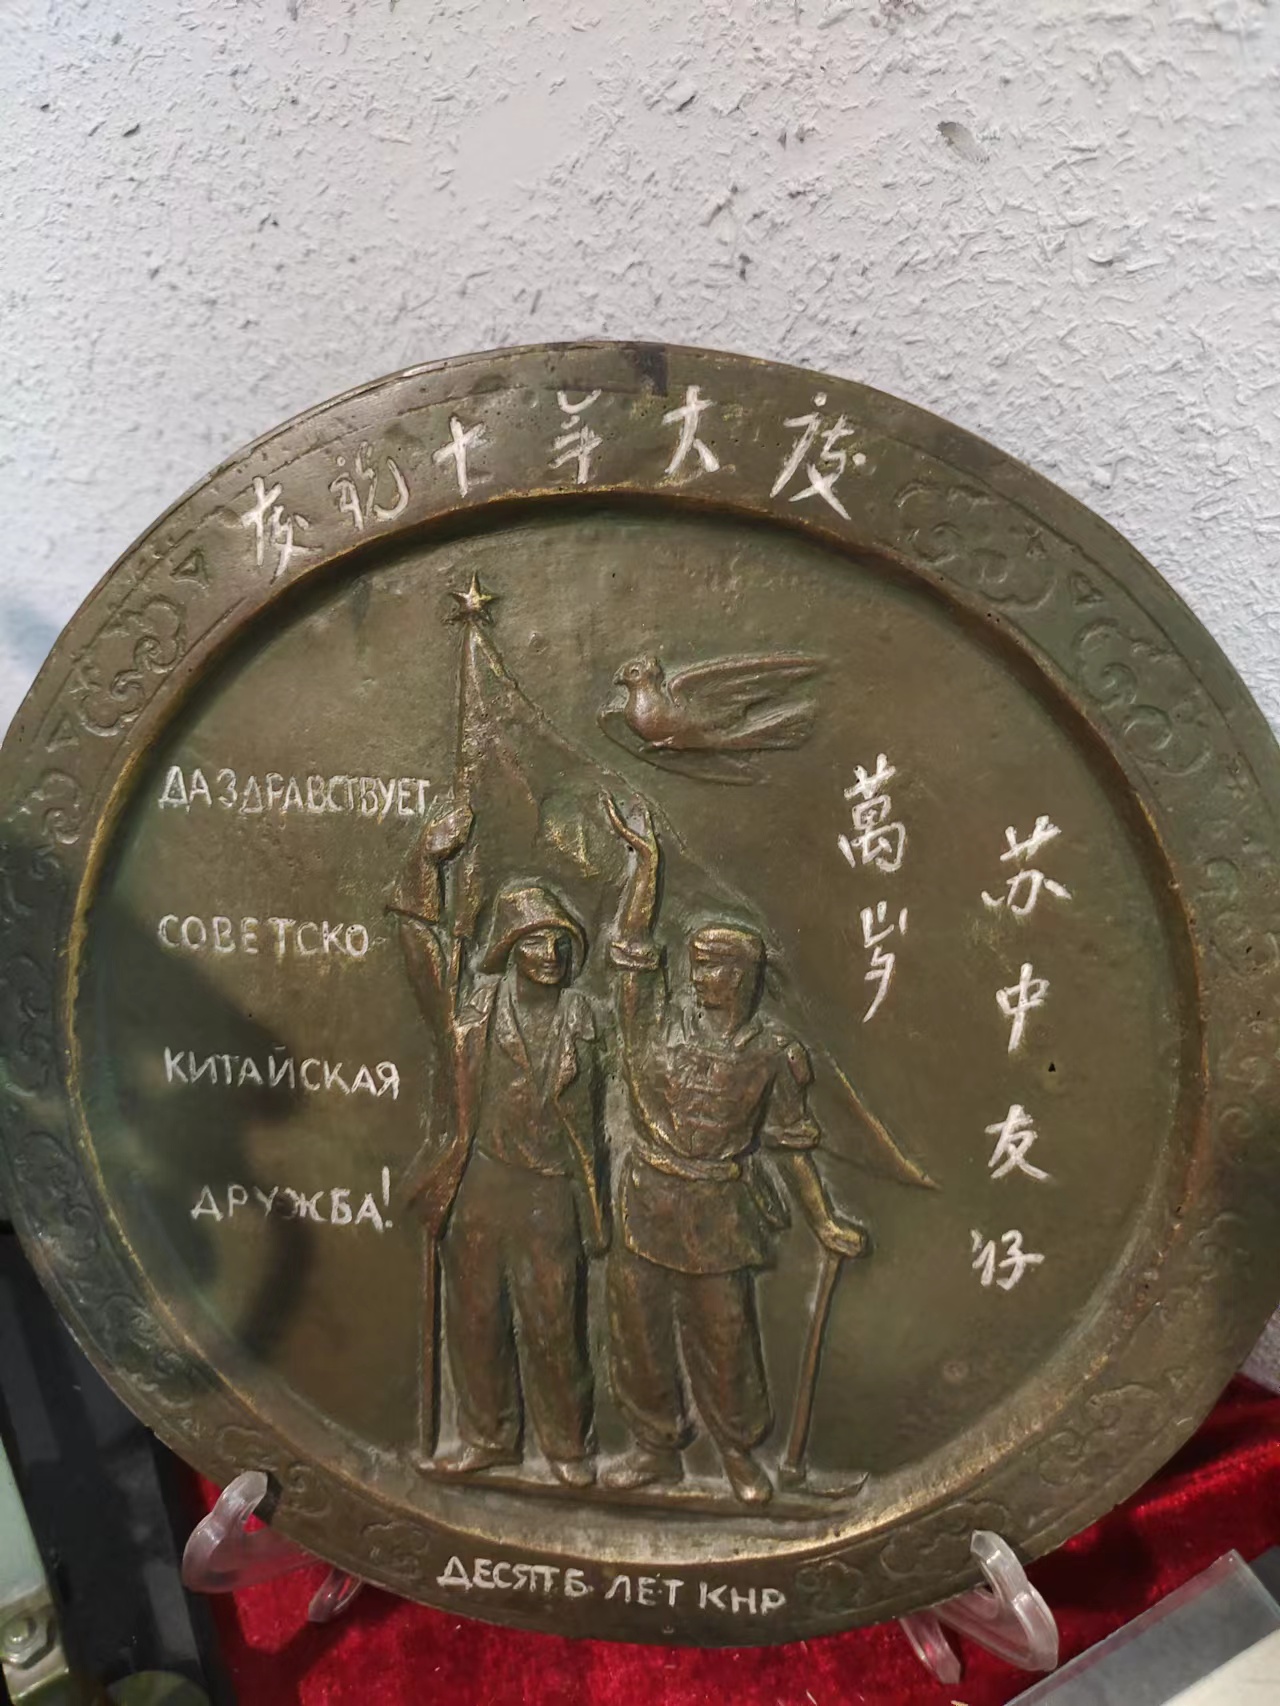 庆祝十年大庆
ДА ЗДРАВСТВУЕТ
СОВЕТСКО
КИТАЙСКАЯ
ДРУЖБА!
苏中友好
萬岁
ДЕСЯТЬ ЛЕТ КНР